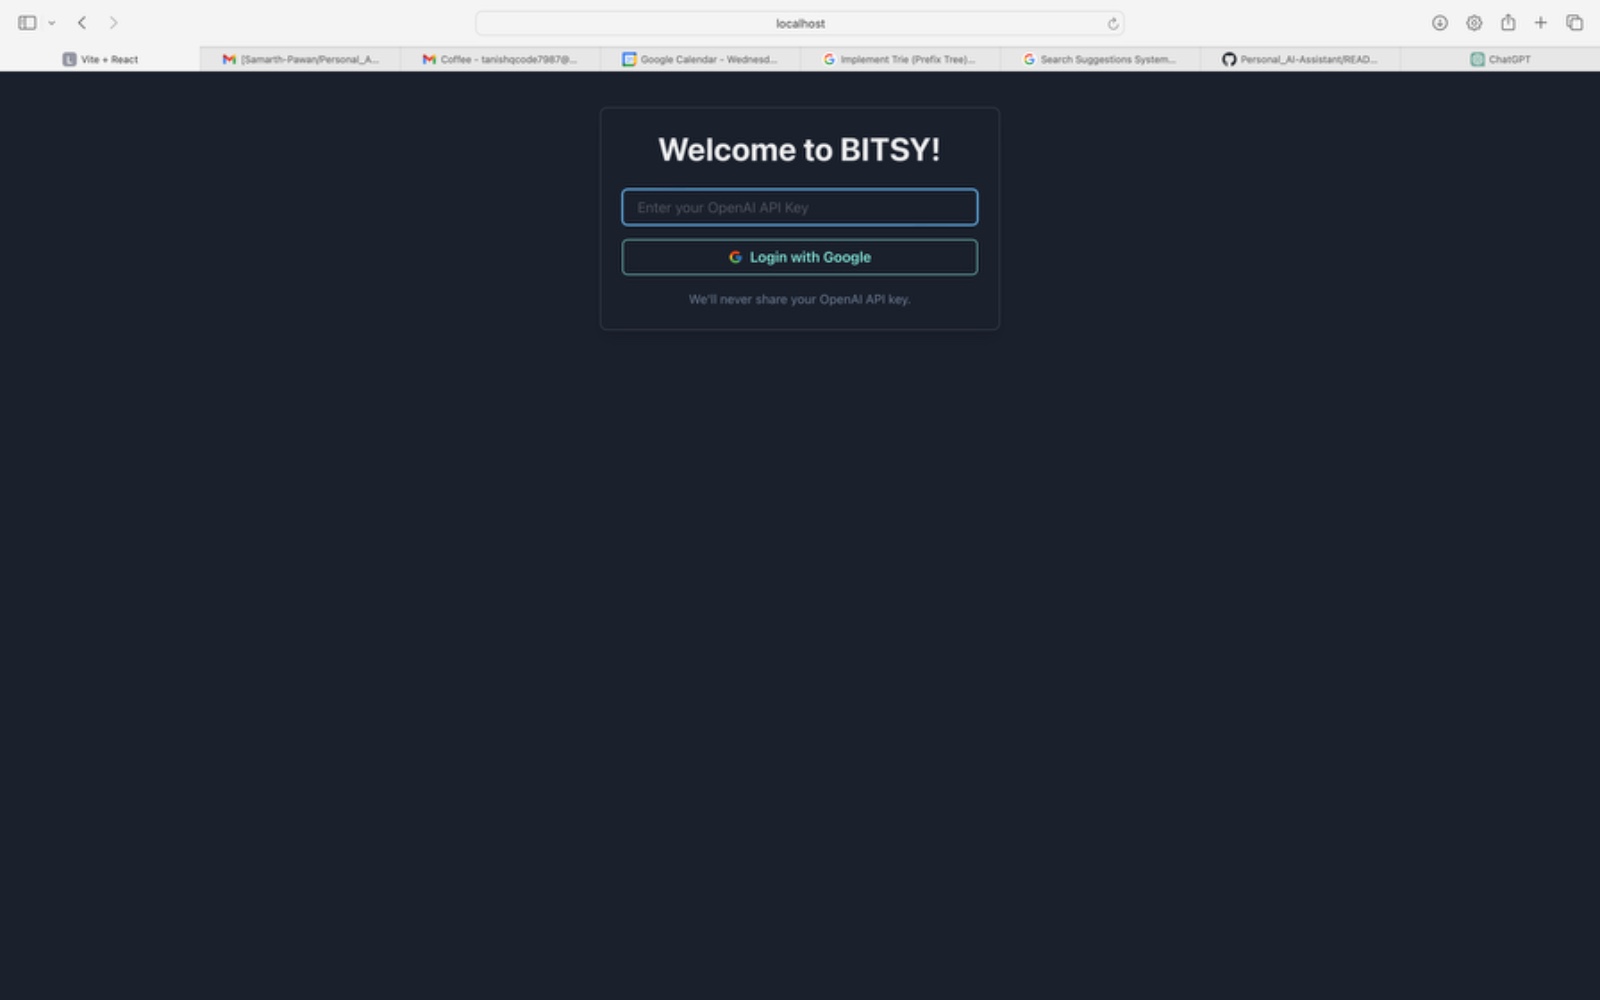 localhost
Vite + React
[Samarth-Pawan/Personal_A...
Coffee - tanishqcode7987@...
Google Calendar - Wednesd...
Implement Trie (Prefix Tree)...
Search Suggestions System...
Personal_AI-Assistant/READ...
ChatGPT
Welcome to BITSY!
Enter your OpenAI API Key
Login with Google
We'll never share your OpenAI API key.